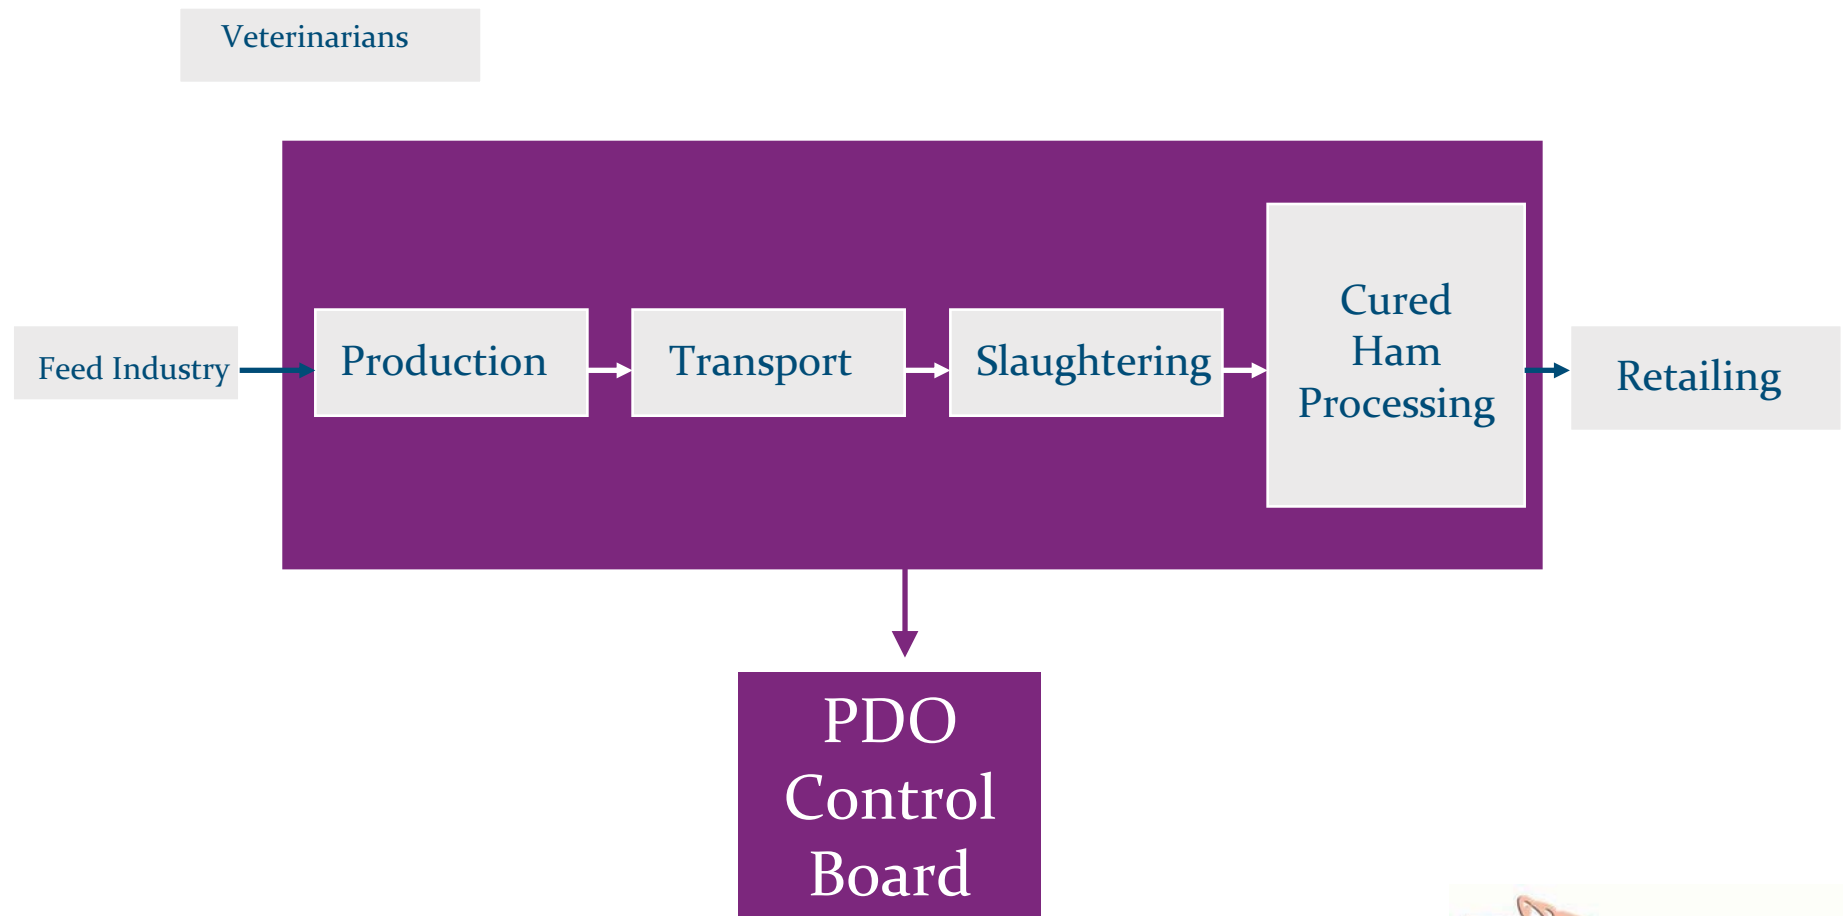 Veterinarians
Feed Industry
Production
Transport
Slaughtering
Cured
Ham
Processing
Retailing
PDO
Control
Board